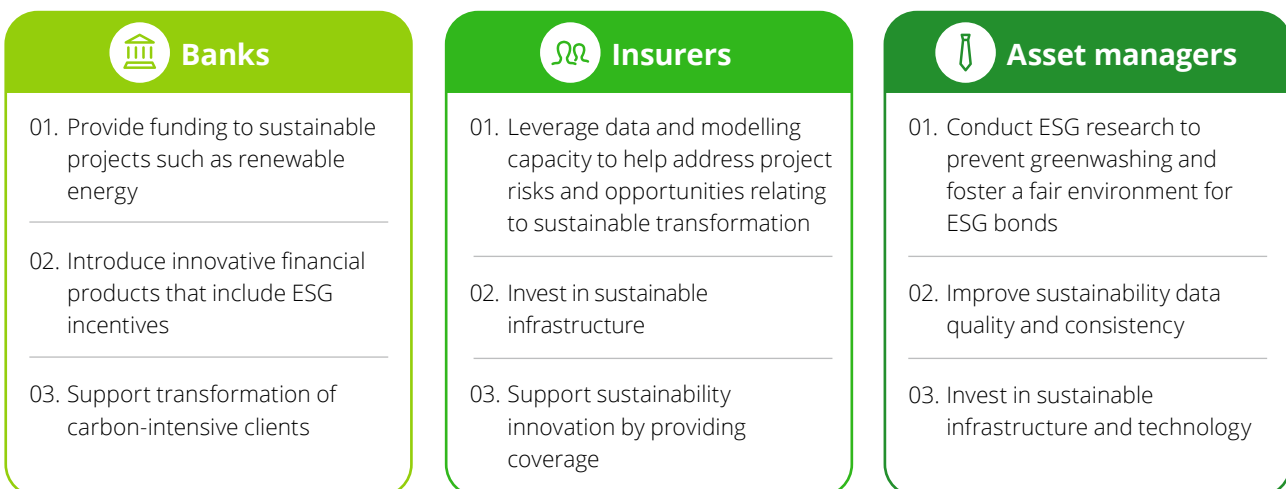 Banks
01. Provide funding to sustainable
projects such as renewable
energy
02. Introduce innovative financial
products that include ESG
incentives
03. Support transformation of
carbon-intensive clients
Insurers
01. Leverage data and modelling
capacity to help address project
risks and opportunities relating
to sustainable transformation
02. Invest in sustainable
infrastructure
03. Support sustainability
innovation by providing
coverage
Asset managers
01. Conduct ESG research to
prevent greenwashing and
foster a fair environment for
ESG bonds
02. Improve sustainability data
quality and consistency
03. Invest in sustainable
infrastructure and technology